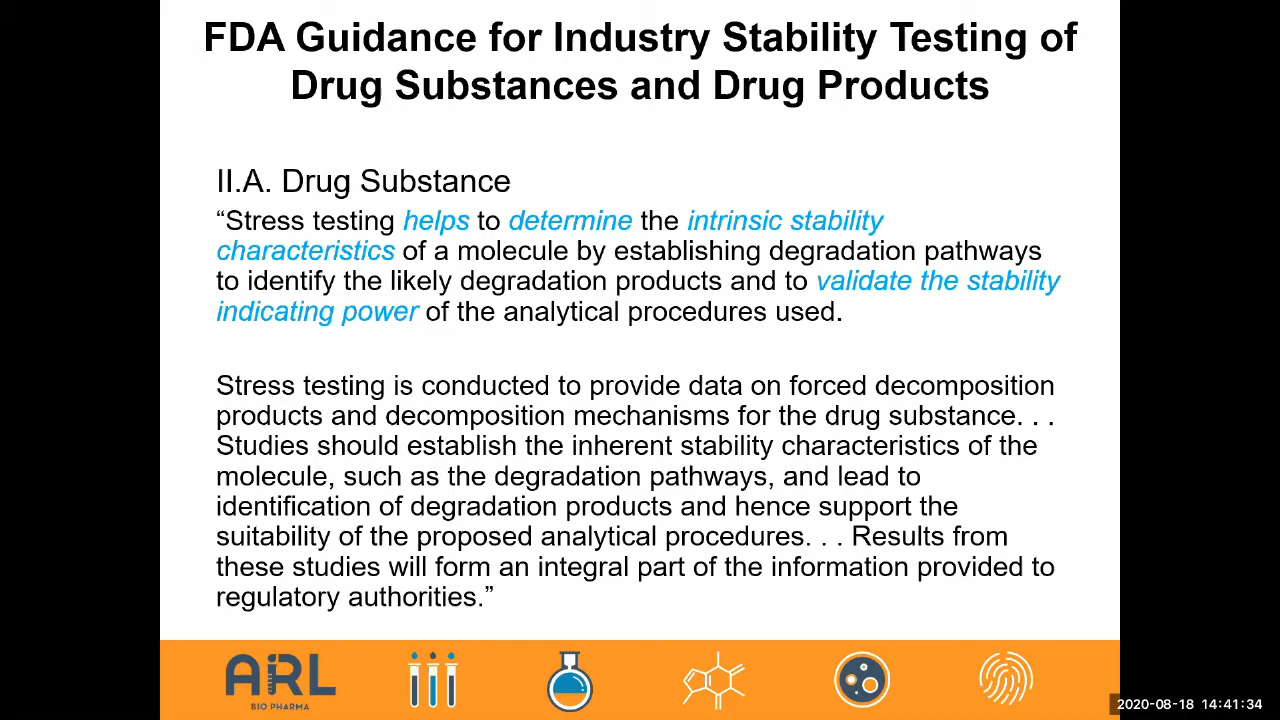 FDA Guidance for Industry Stability Testing of
Drug Substances and Drug Products
II.A. Drug Substance
“Stress testing helps to determine the intrinsic stability
characteristics of a molecule by establishing degradation pathways
to identify the likely degradation products and to validate the stability
indicating power of the analytical procedures used.
Stress testing is conducted to provide data on forced decomposition
products and decomposition mechanisms for the drug substance. . .
Studies should establish the inherent stability characteristics of the
molecule, such as the degradation pathways, and lead to
identification of degradation products and hence support the
suitability of the proposed analytical procedures. . . Results from
these studies will form an integral part of the information provided to
regulatory authorities.”
ARL
BIO PHARMA
2020-08-18 14:41:34